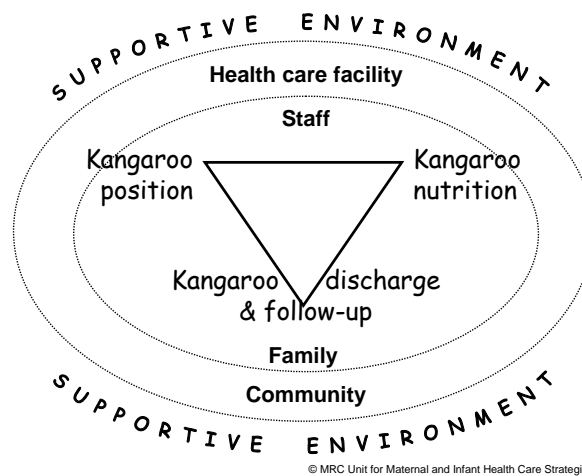 SUPPORTIVE ENVIRONMENT
Health care facility
Staff
Kangaroo
position
Kangaroo
nutrition
Kangaroo discharge
& follow-up
Family
Community
SUPPORTIVE ENVIRONMENT
© MRC Unit for Maternal and Infant Health Care Strategi